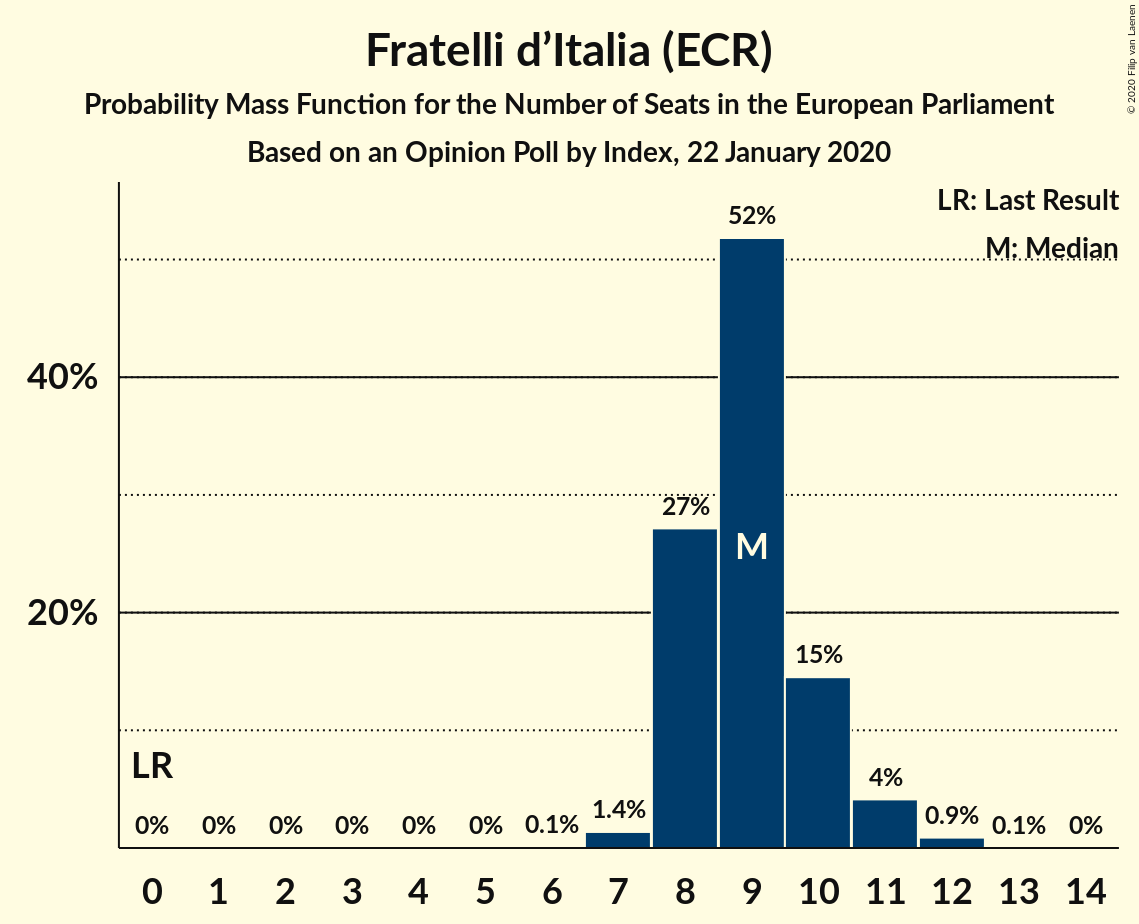 Fratelli d’Italia (ECR)
Probability Mass Function for the Number of Seats in the European Parliament
Based on an Opinion Poll by Index, 22 January 2020
© 2020 Filip van Laenen
LR: Last Result
M: Median
52%
40%
27%
M
20%
15%
LR
4%
0% 0% 0% 0% 0% 0% 0.1% 1.4% 0.9% 0.1% 0%
0 1 2 3 4 5 6 7 8 9 10 11 12 13 14